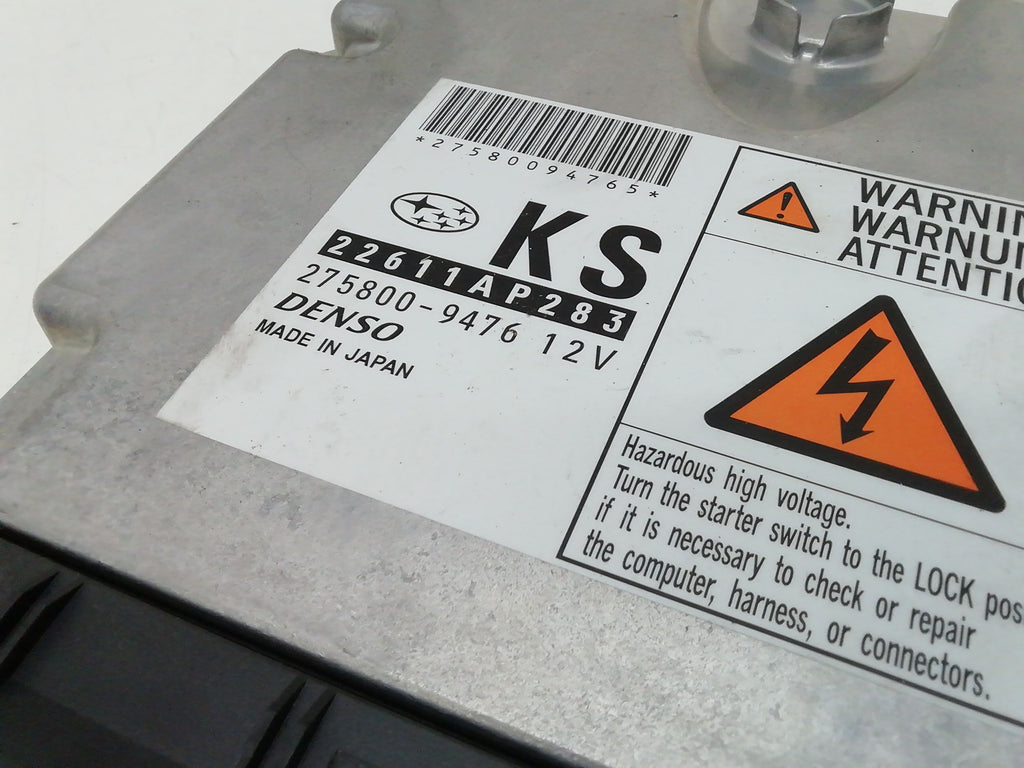 *27580094765*
KS
22611AP283
275800-9476 12V
DENSO
MADE IN JAPAN
Hazardous high voltage.
Turn the starter switch to the LOCK
if it is necessary to check or repair
the computer, harness, or connectors.